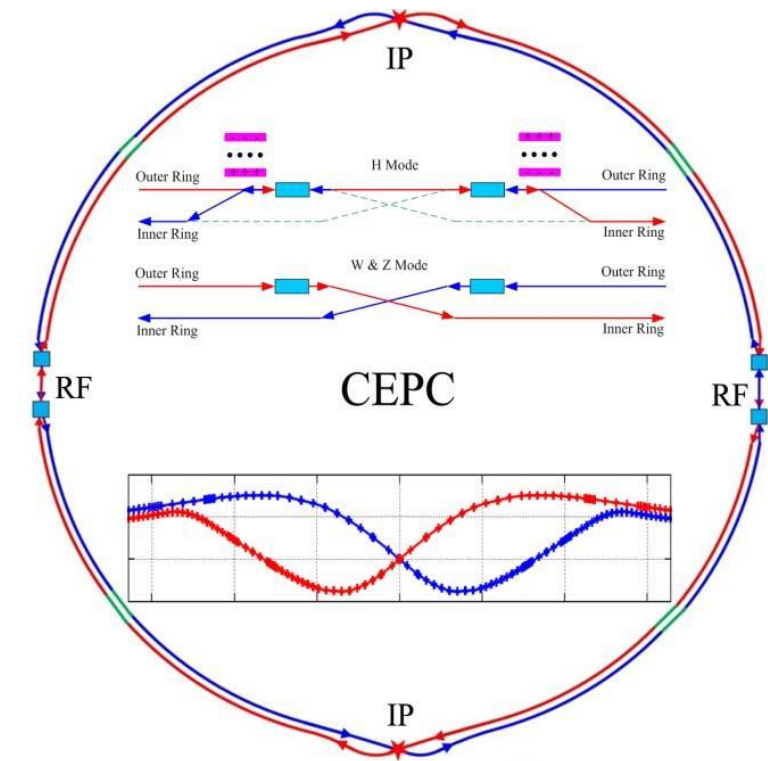 IP
H Mode
Outer Ring
Outer Ring
Inner Ring
Inner Ring
W & Z Mode
Outer Ring
Outer Ring
Inner Ring
Inner Ring
RF
CEPC
RF
IP